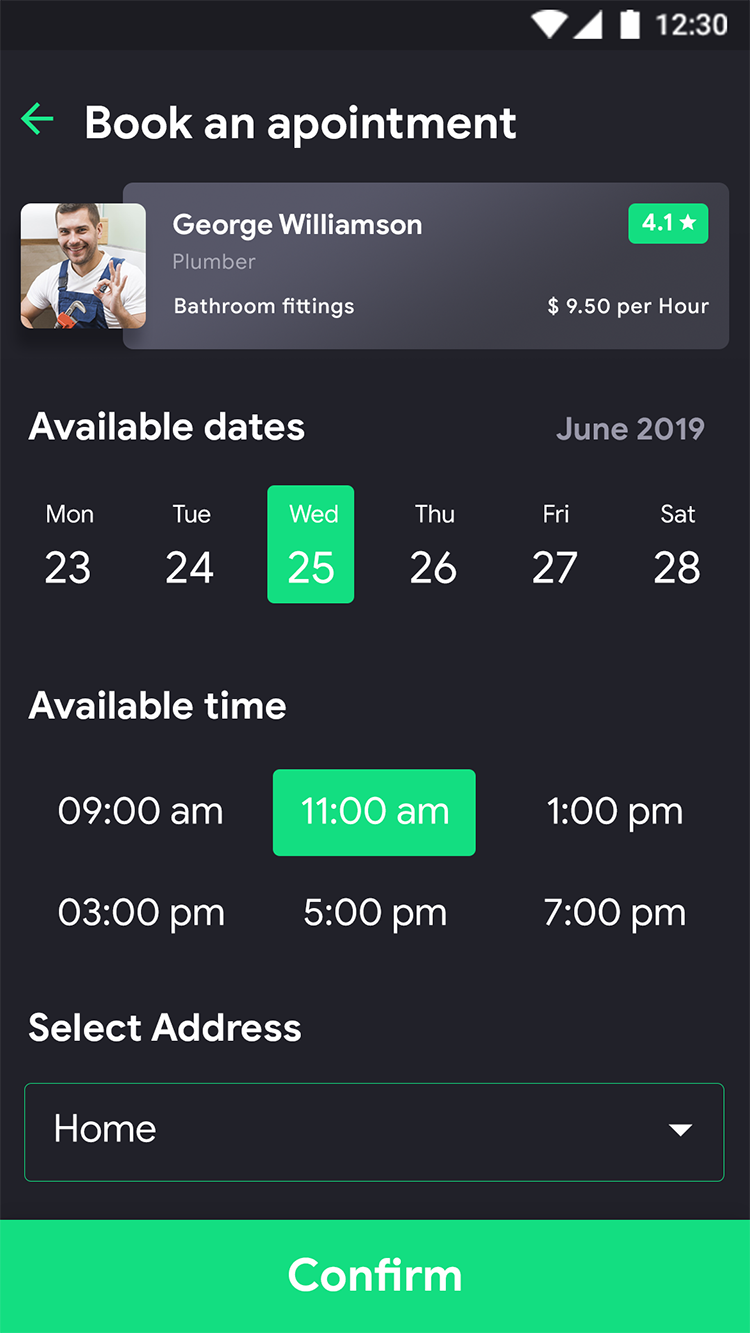 12:30
Book an apointment
George Williamson
4.1 ★
Plumber
Bathroom fittings
$ 9.50 per Hour
Available dates
June 2019
Mon Tue Wed Thu Fri Sat
23 24 25 26 27 28
Available time
09:00 am 11:00 am 1:00 pm
03:00 pm 5:00 pm 7:00 pm
Select Address
Home
Confirm